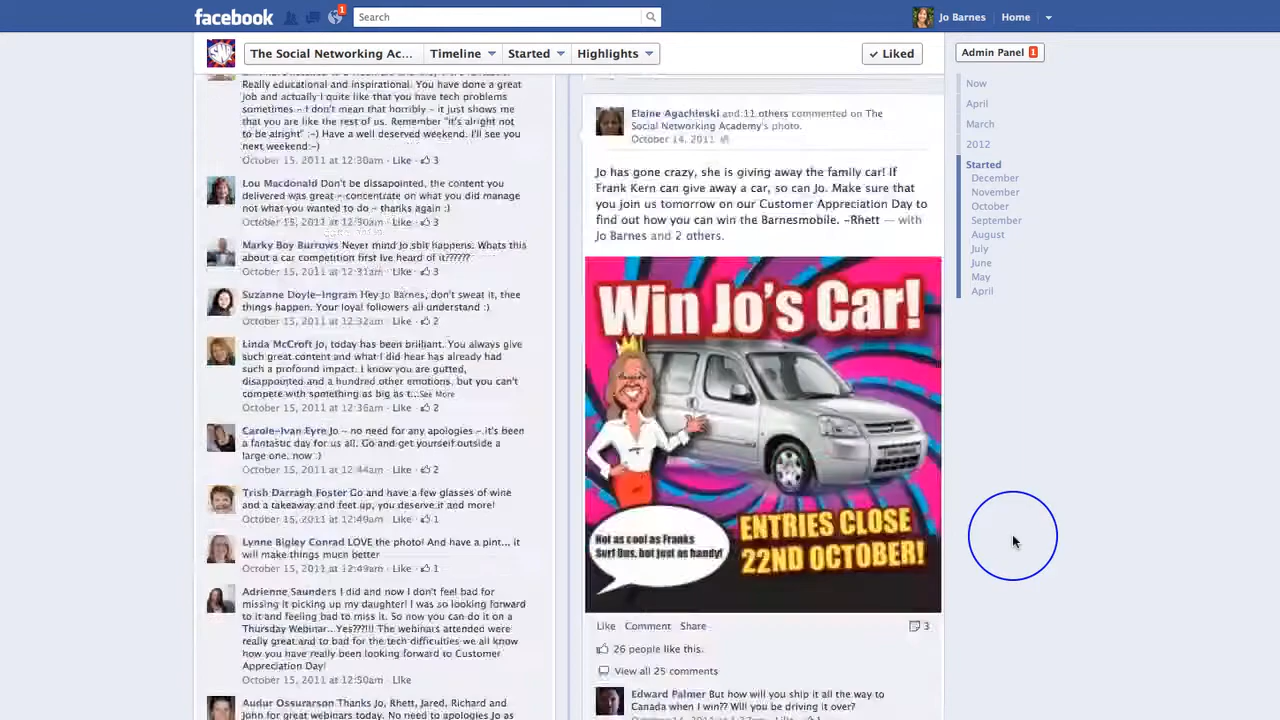 facebook
1
Search
Jo Barnes
Home
The Social Networking Ac...
Timeline
Started
Highlights
✓ Liked
Admin Panel 1
Really educational and inspirational. You have done a great
job and actually I quite like that you have tech problems
sometimes - I don't mean that horribly - it just shows me
that you are like the rest of us. Remember "it's alright not
to be alright" :-) Have a well deserved weekend. I'll see you
next weekend:-)
October 15, 2011 at 12:30am · Like · 3
Lou Macdonald Don't be dissapointed, the content you
delivered was great - concentrate on what you did manage
not what you wanted to do - thanks again :)
October 15, 2011 at 12:30am · Like · 3
Marky Boy Burrows Never mind Jo shit happens. Whats this
about a car competition first Ive heard of it??????
October 15, 2011 at 12:31am · Like · 3
Suzanne Doyle-Ingram Hey Jo Barnes, don't sweat it, thee
things happen. Your loyal followers all understand :)
October 15, 2011 at 12:32am · Like · 2
Linda McCroft Jo, today has been brilliant. You always give
such great content and what I did hear has already had
such a profound impact. I know you are gutted,
disappointed and a hundred other emotions, but you can't
compete with something as big as t...See More
October 15, 2011 at 12:36am · Like · 2
Carole-Ivan Eyre Jo - no need for any apologies - it's been
a fantastic day for us all. Go and get yourself outside a
large one, now :)
October 15, 2011 at 12:44am · Like · 2
Trish Darragh Foster Go and have a few glasses of wine
and a takeaway and feet up, you deserve it and more!
October 15, 2011 at 12:49am · Like · 1
Lynne Bigley Conrad LOVE the photo! And have a pint... it
will make things much better
October 15, 2011 at 12:49am · Like · 1
Adrienne Saunders I did and now I don't feel bad for
missing it picking up my daughter! I was so looking forward
to it and feeling bad to miss it. So now you can do it on a
Thursday Webinar...Yes???!!! The webinars attended were
really great and to bad for the tech difficulties we all know
how you have really been looking forward to Customer
Appreciation Day!
October 15, 2011 at 12:50am · Like
Audur Ossurarson Thanks Jo, Rhett, Jared, Richard and
John for great webinars today. No need to apologies Jo as
Elaine Agachinski and 11 others commented on The
Social Networking Academy's photo.
October 14, 2011
Jo has gone crazy, she is giving away the family car! If
Frank Kern can give away a car, so can Jo. Make sure that
you join us tomorrow on our Customer Appreciation Day to
find out how you can win the Barnesmobile. -Rhett — with
Jo Barnes and 2 others.
Win Jo's Car!
Not as cool as Franks
Surf Bus, but just as handy!
ENTRIES CLOSE
22ND OCTOBER!
Like Comment Share 3
26 people like this.
View all 25 comments
Edward Palmer But how will you ship it all the way to
Canada when I win?? Will you be driving it over?
Now
April
March
2012
Started
December
November
October
September
August
July
June
May
April